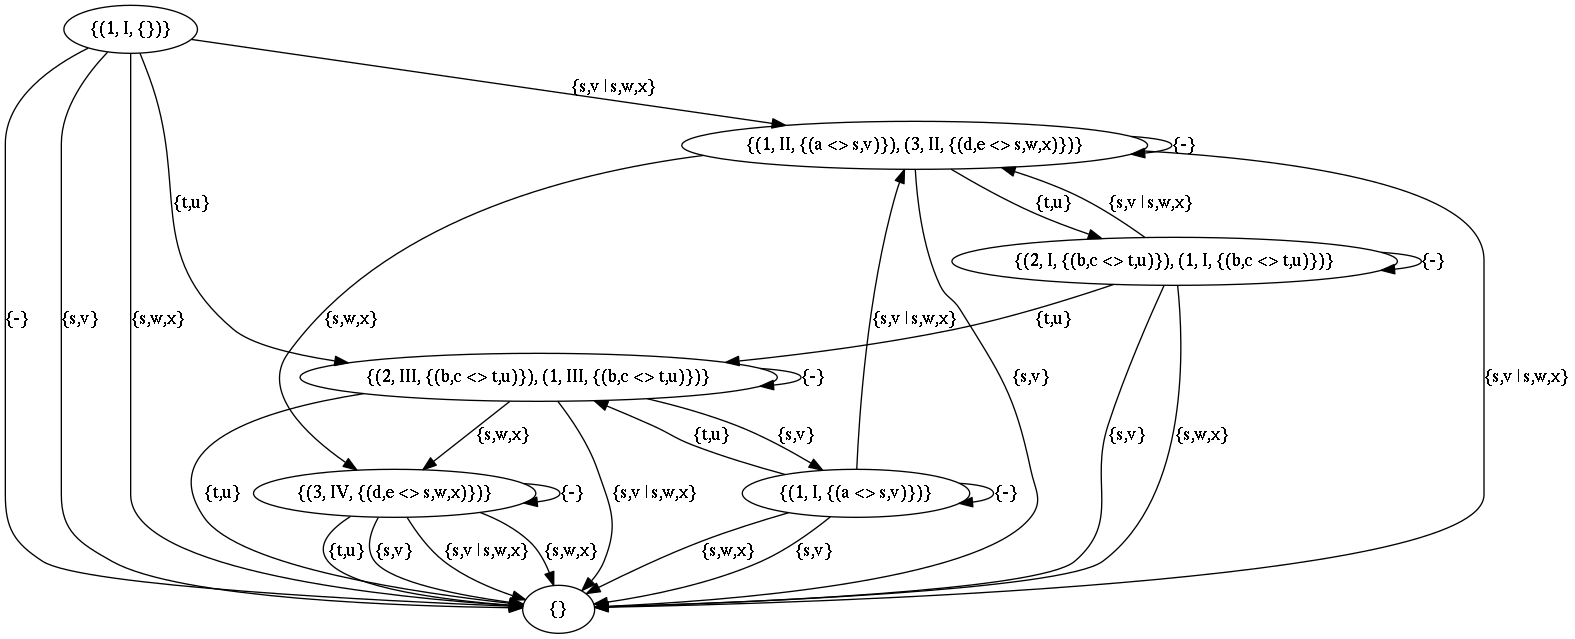 {(1, I, {})}
{s,v | s,w,x}
{(1, II, {(a <> s,v)}), (3, II, {(d,e <> s,w,x)})}
{-}
{t,u}
{t,u}
{s,v | s,w,x}
{(2, I, {(b,c <> t,u)}), (1, I, {(b,c <> t,u)})}
{-}
{-}
{s,v}
{s,w,x}
{s,w,x}
{s,v | s,w,x}
{t,u}
{(2, III, {(b,c <> t,u)}), (1, III, {(b,c <> t,u)})}
{-}
{s,v}
{s,v | s,w,x}
{s,w,x}
{t,u}
{s,v}
{s,v}
{s,w,x}
{(3, IV, {(d,e <> s,w,x)})}
{-}
{t,u}
{s,v | s,w,x}
{(1, I, {(a <> s,v)})}
{-}
{t,u}
{s,v}
{s,v | s,w,x}
{s,w,x}
{s,w,x}
{s,v}
{}